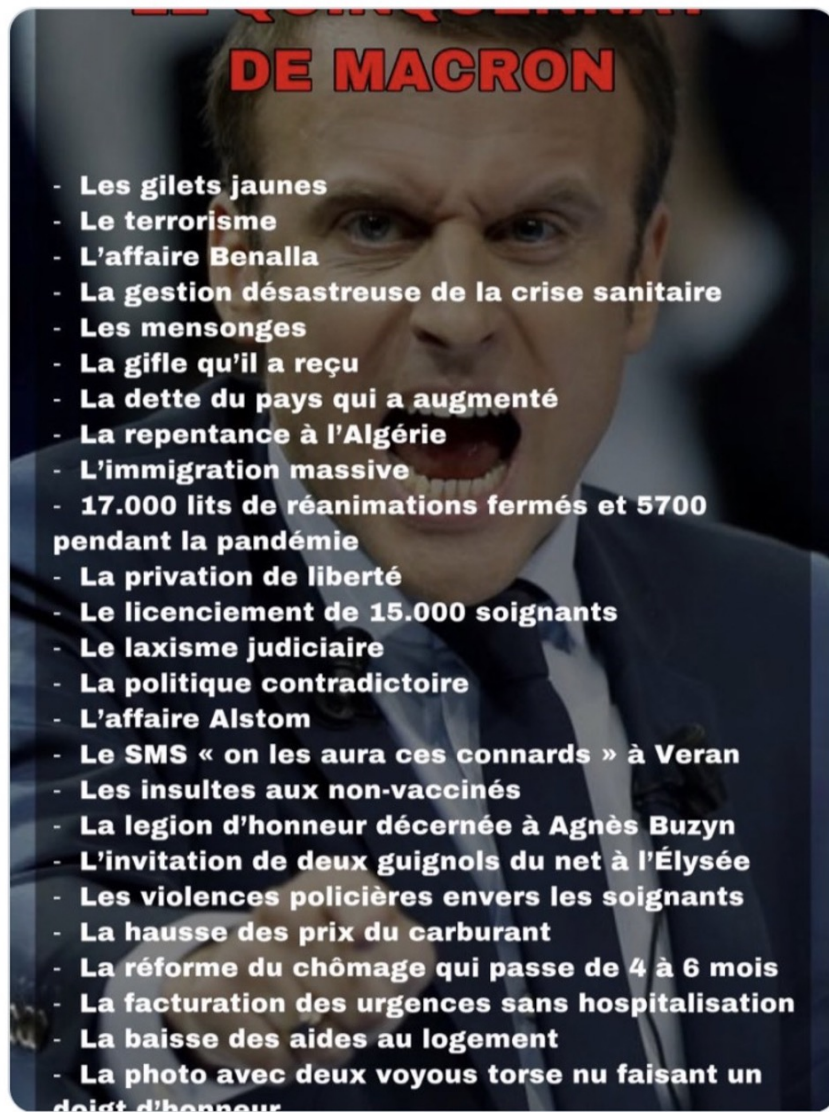 LE QUINQUENNAT
DE MACRON
- Les gilets jaunes
- Le terrorisme
- L'affaire Benalla
- La gestion désastreuse de la crise sanitaire
- Les mensonges
- La gifle qu'il a reçu
- La dette du pays qui a augmenté
- La repentance à l'Algérie
- L'immigration massive
- 17.000 lits de réanimations fermés et 5700
pendant la pandémie
- La privation de liberté
- Le licenciement de 15.000 soignants
- Le laxisme judiciaire
- La politique contradictoire
- L'affaire Alstom
- Le SMS « on les aura ces connards » à Veran
- Les insultes aux non-vaccinés
- La legion d'honneur décernée à Agnès Buzyn
- L'invitation de deux guignols du net à l'Élysée
- Les violences policières envers les soignants
- La hausse des prix du carburant
- La réforme du chômage qui passe de 4 à 6 mois
- La facturation des urgences sans hospitalisation
- La baisse des aides au logement
- La photo avec deux voyous torse nu faisant un
doigt d'honneur